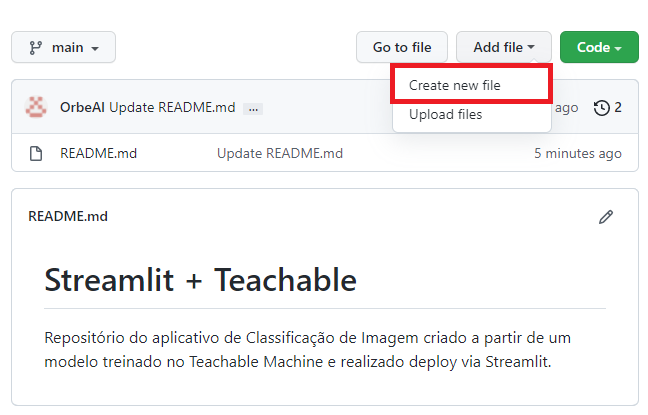 main
Go to file
Add file
Code
OrbeAI Update README.md ...
ago
2
Create new file
Upload files
README.md
Update README.md
5 minutes ago
README.md
Streamlit + Teachable
Repositório do aplicativo de Classificação de Imagem criado a partir de um
modelo treinado no Teachable Machine e realizado deploy via Streamlit.